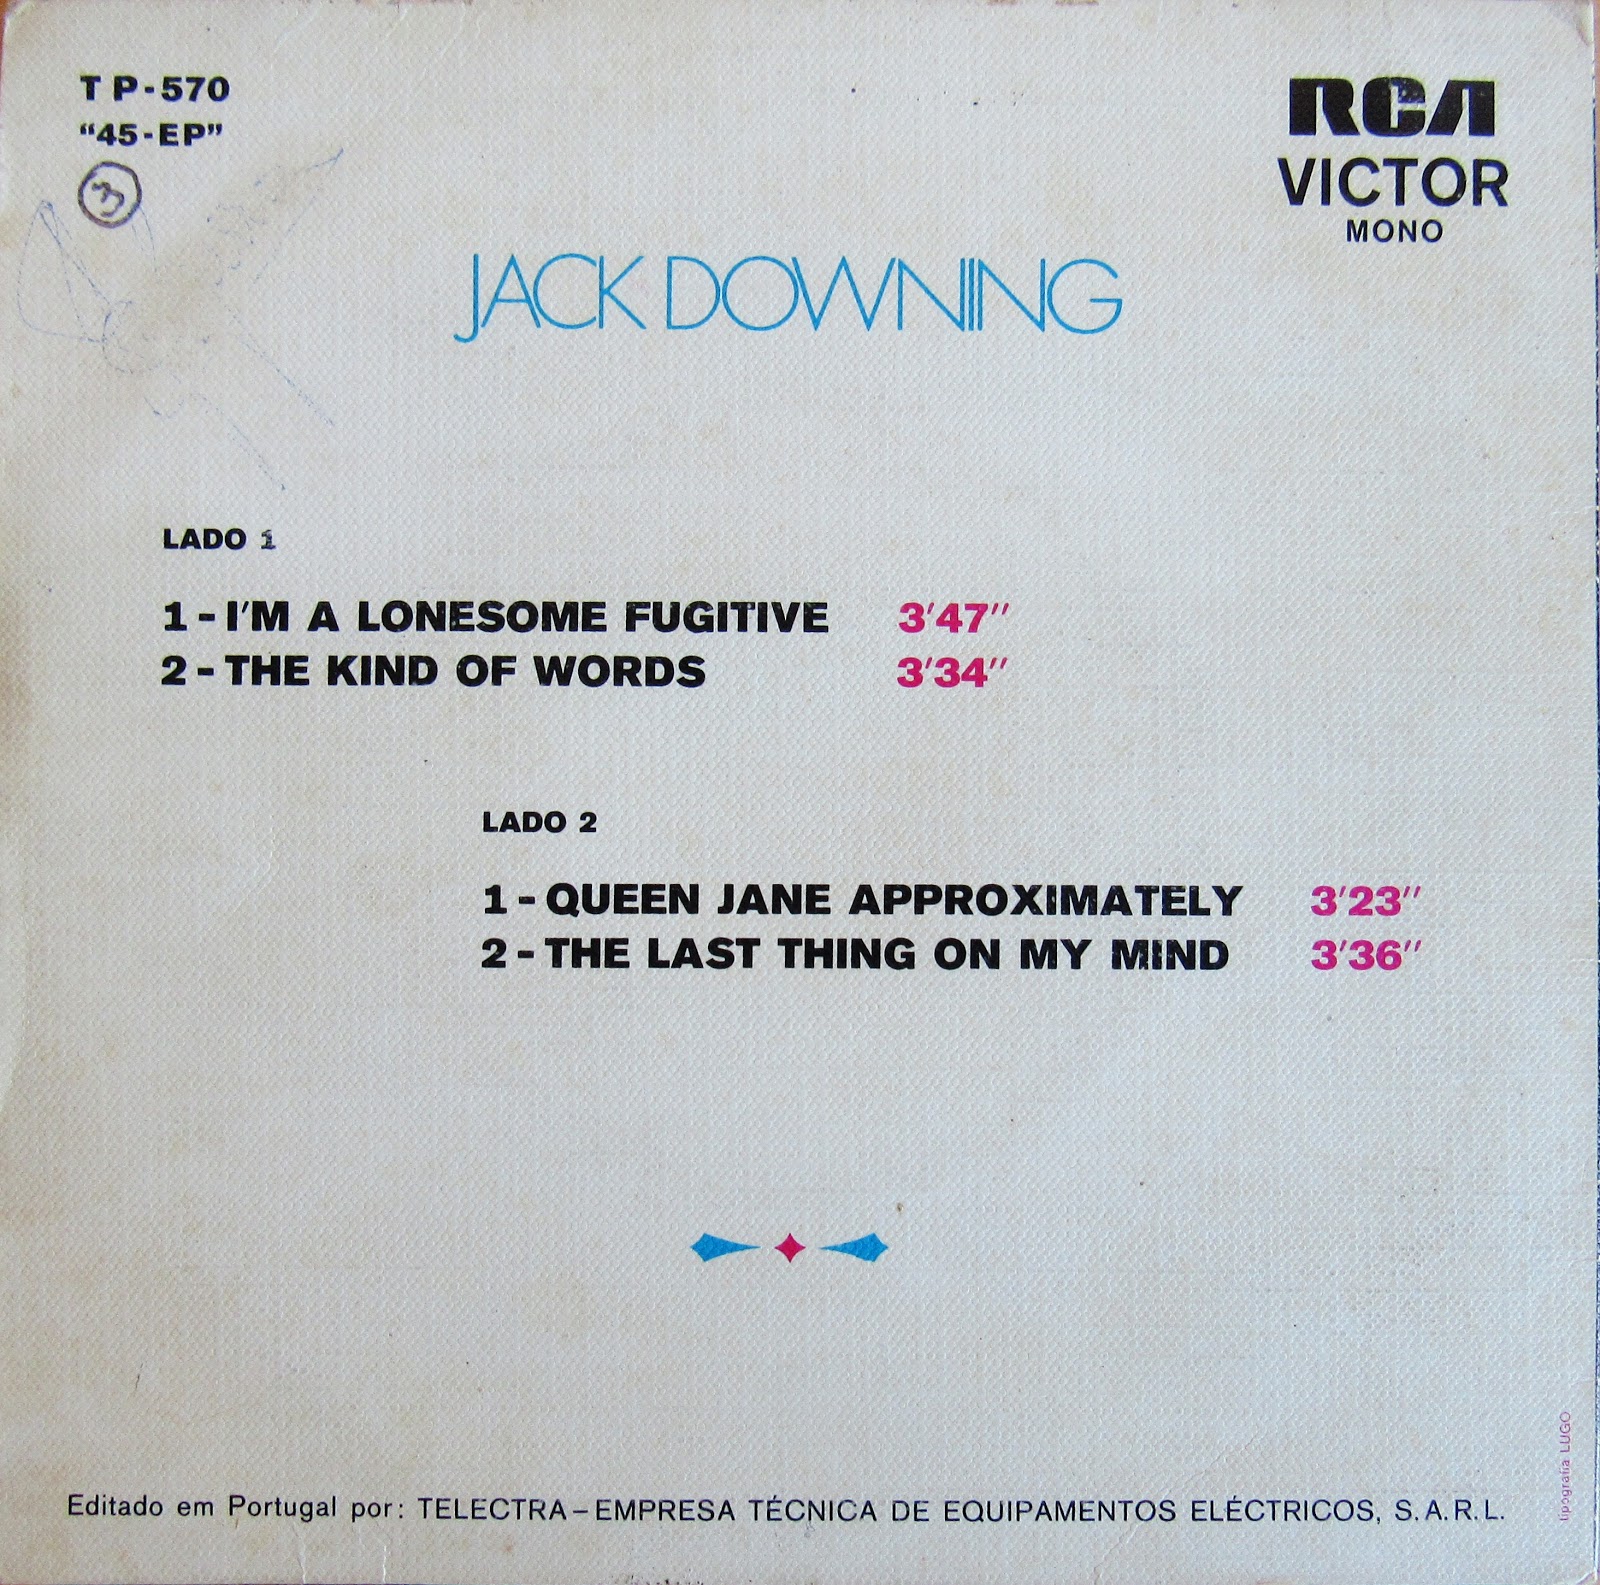 T P-570
"45-EP"
3
RCA
VICTOR
MONO
JACK DOWNING
LADO 1
1 - I'M A LONESOME FUGITIVE 3'47''
2 - THE KIND OF WORDS 3'34''
LADO 2
1 - QUEEN JANE APPROXIMATELY 3'23''
2 - THE LAST THING ON MY MIND 3'36''
tipografia LUGO
Editado em Portugal por: TELECTRA – EMPRESA TÉCNICA DE EQUIPAMENTOS ELÉCTRICOS, S. A. R. L.